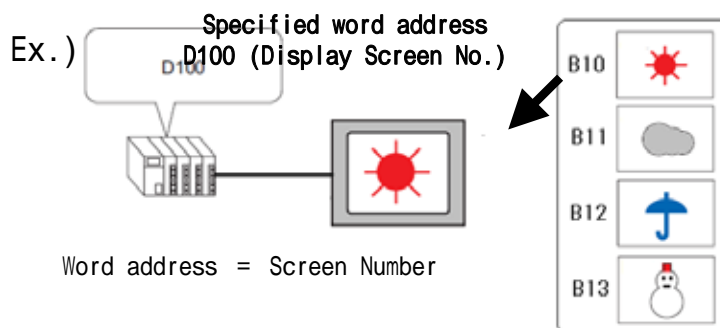 Ex.)
Specified word address
D100 (Display Screen No.)
D100
Word address = Screen Number
B10
B11
B12
B13